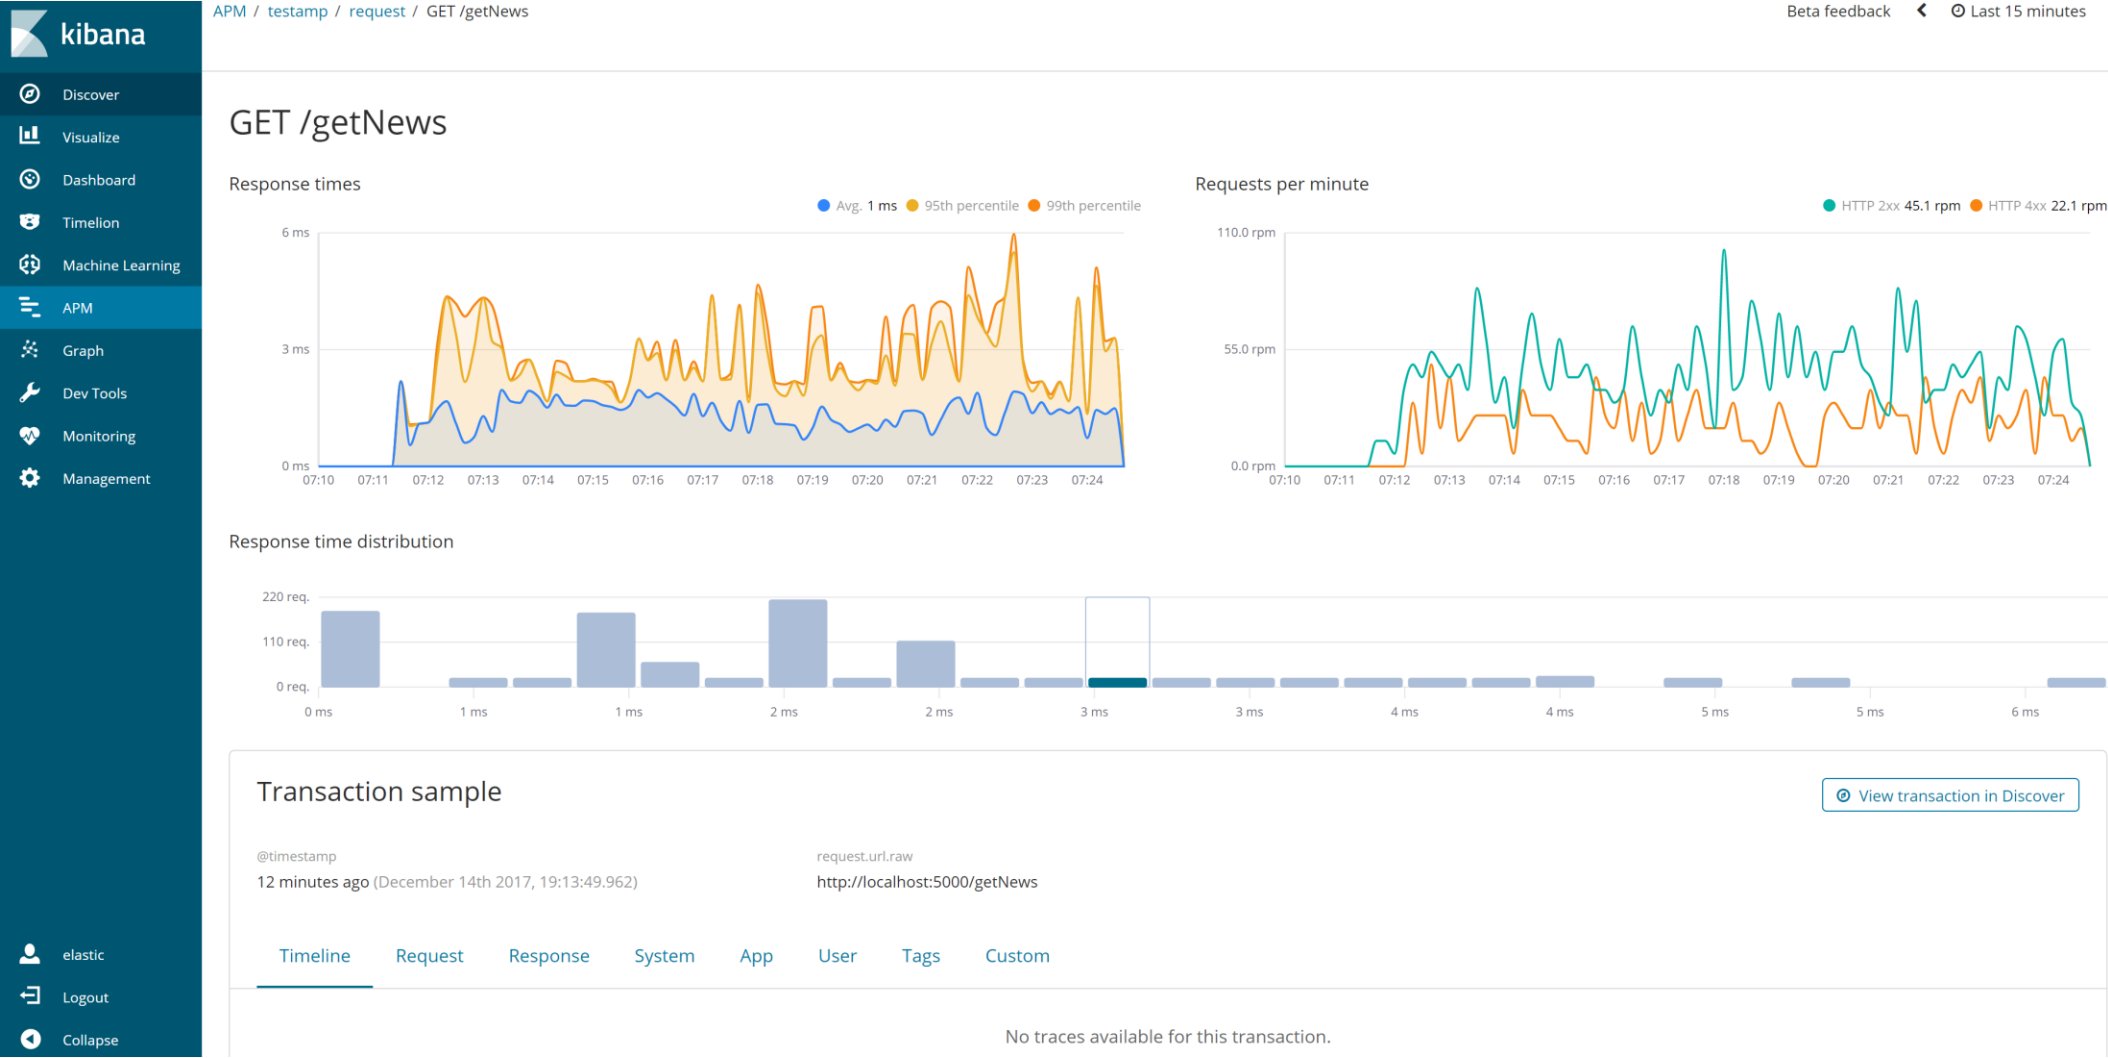 kibana
Discover
Visualize
Dashboard
Timelion
Machine Learning
APM
Graph
Dev Tools
Monitoring
Management
elastic
Logout
Collapse
APM / testamp / request / GET /getNews
Beta feedback Last 15 minutes
GET /getNews
Response times
Avg. 1 ms 95th percentile 99th percentile
6 ms
3 ms
0 ms
07:10 07:11 07:12 07:13 07:14 07:15 07:16 07:17 07:18 07:19 07:20 07:21 07:22 07:23 07:24
Requests per minute
HTTP 2xx 45.1 rpm HTTP 4xx 22.1 rpm
110.0 rpm
55.0 rpm
0.0 rpm
07:10 07:11 07:12 07:13 07:14 07:15 07:16 07:17 07:18 07:19 07:20 07:21 07:22 07:23 07:24
Response time distribution
220 req.
110 req.
0 req.
0 ms 1 ms 1 ms 2 ms 2 ms 3 ms 3 ms 4 ms 4 ms 5 ms 5 ms 6 ms
Transaction sample
View transaction in Discover
@timestamp request.url.raw
12 minutes ago (December 14th 2017, 19:13:49.962) http://localhost:5000/getNews
Timeline Request Response System App User Tags Custom
No traces available for this transaction.